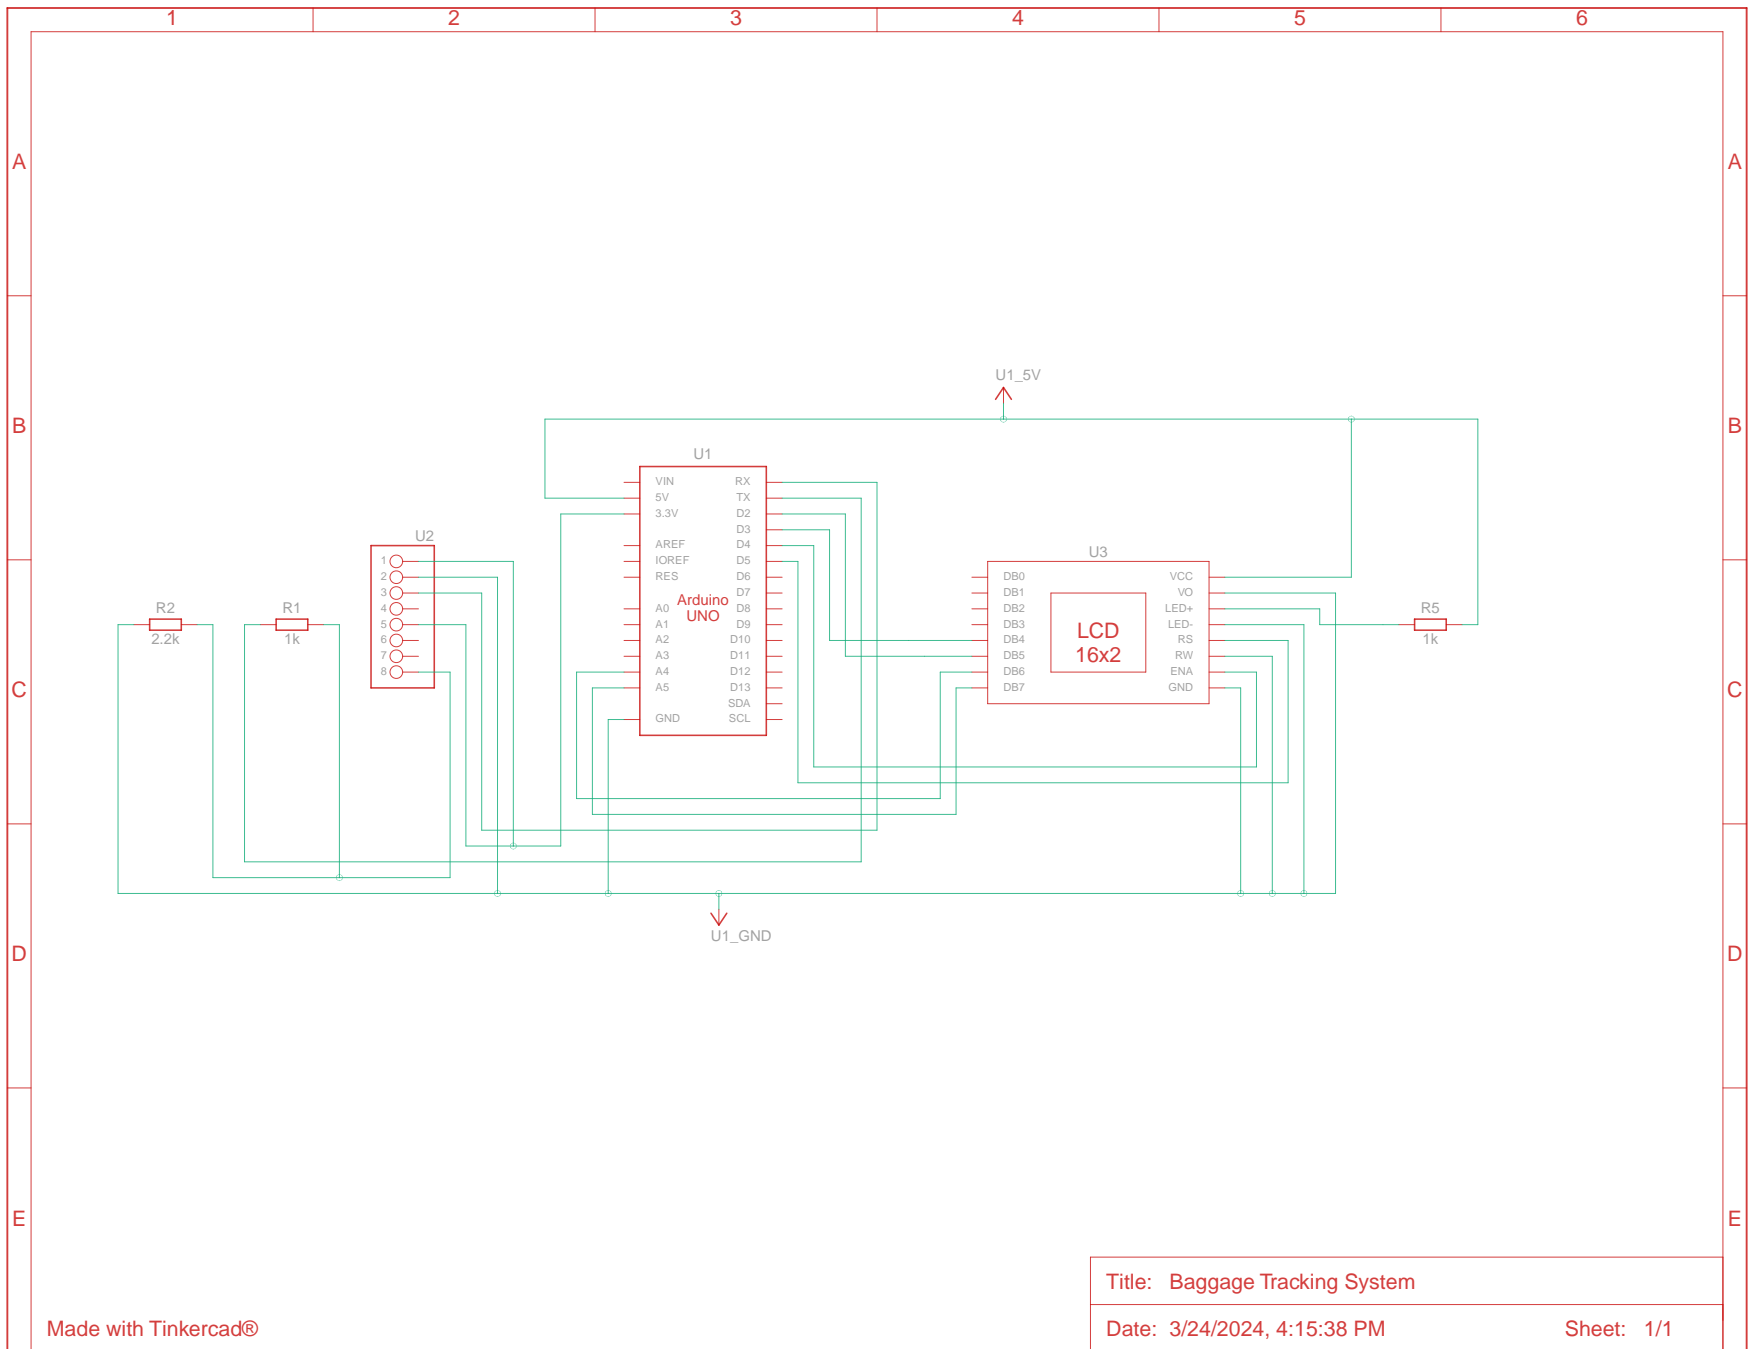 1 2 3 4 5 6
A A
B B
C C
D D
E E
U1_5V
U1
VIN RX
5V TX
3.3V D2
D3
AREF D4
IOREF D5
RES D6
D7
A0 D8
A1 D9
A2 D10
A3 D11
A4 D12
A5 D13
SDA
GND SCL
Arduino
UNO
U2
1
2
3
4
5
6
7
8
R2
2.2k
R1
1k
U3
DB0 VCC
DB1 VO
DB2 LED+
DB3 LED-
DB4 RS
DB5 RW
DB6 ENA
DB7 GND
LCD
16x2
R5
1k
U1_GND
Title: Baggage Tracking System
Made with Tinkercad®
Date: 3/24/2024, 4:15:38 PM Sheet: 1/1